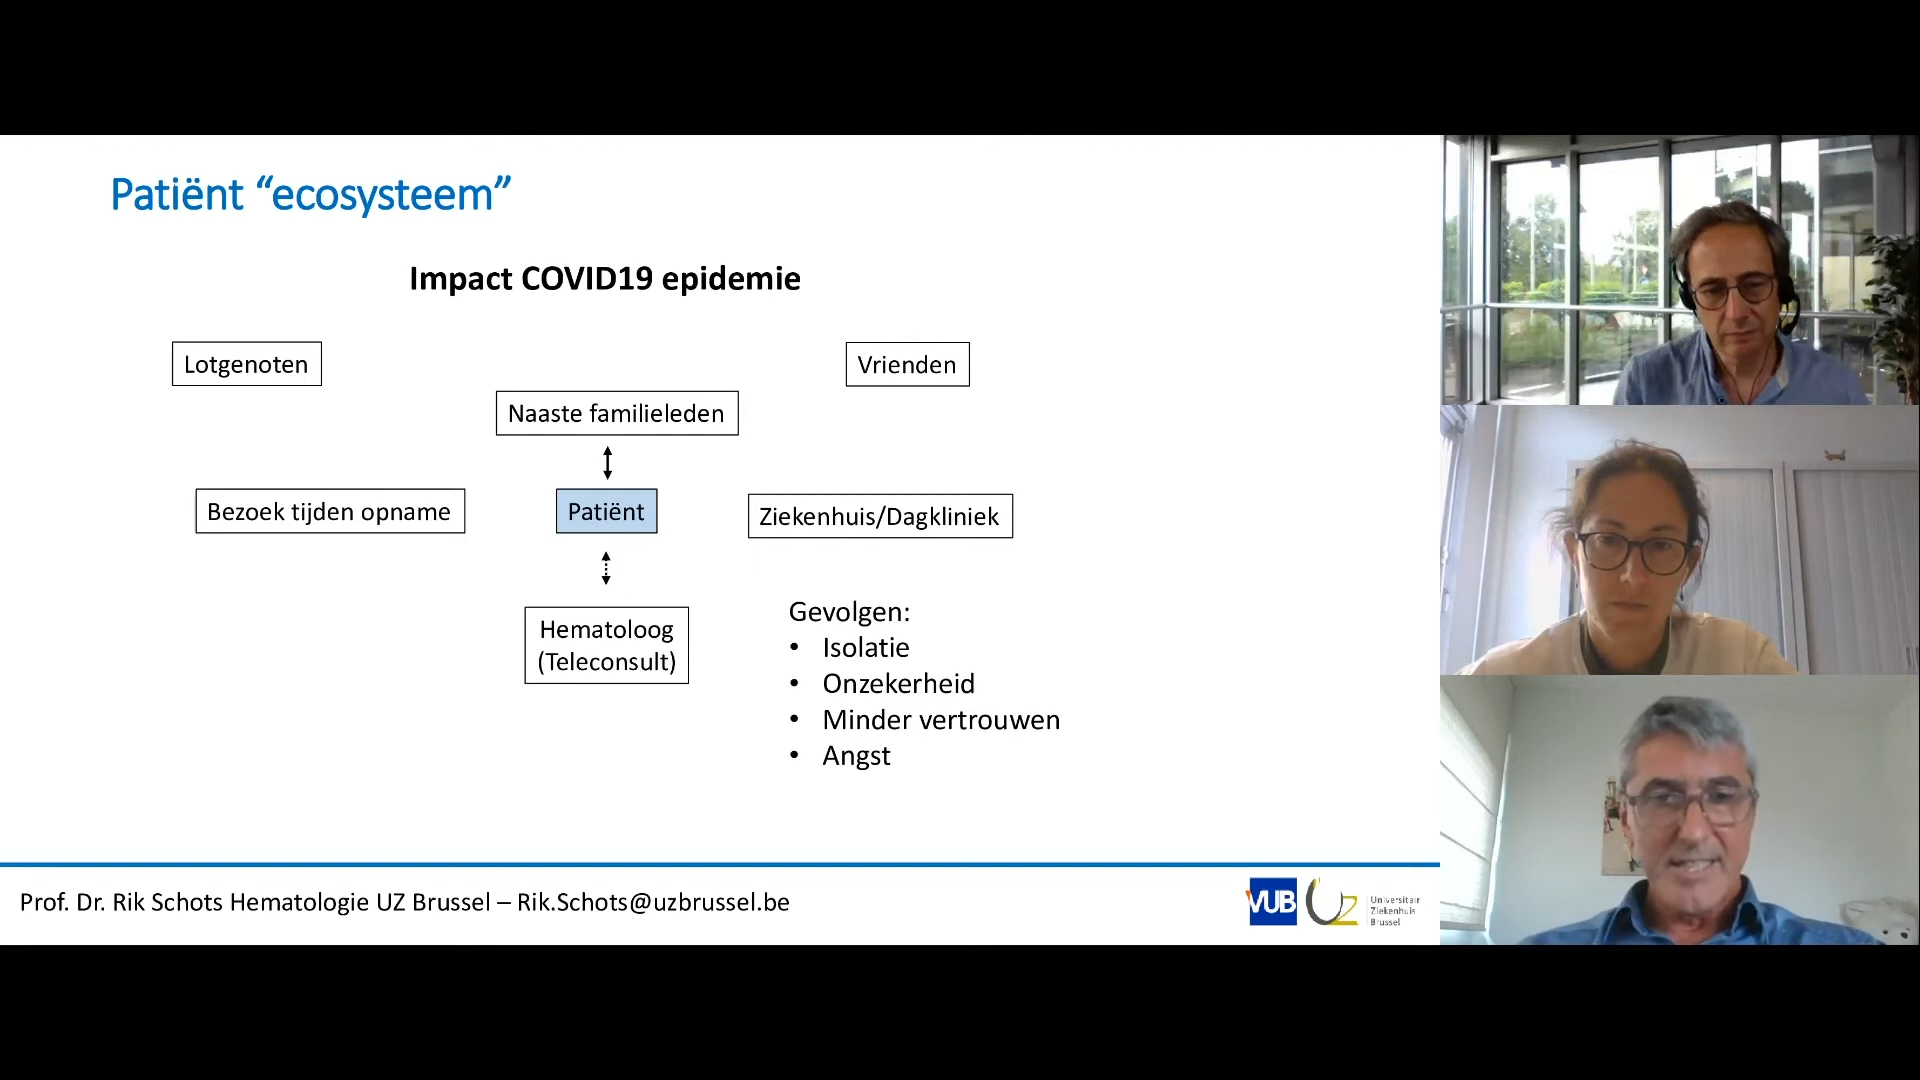 Patiënt “ecosysteem”
Impact COVID19 epidemie
Lotgenoten
Vrienden
Naaste familieleden
Bezoek tijden opname
Patiënt
Ziekenhuis/Dagkliniek
Hematoloog
(Teleconsult)
Gevolgen:
• Isolatie
• Onzekerheid
• Minder vertrouwen
• Angst
Prof. Dr. Rik Schots Hematologie UZ Brussel – Rik.Schots@uzbrussel.be
VUB
UZ
Universitair
Ziekenhuis
Brussel